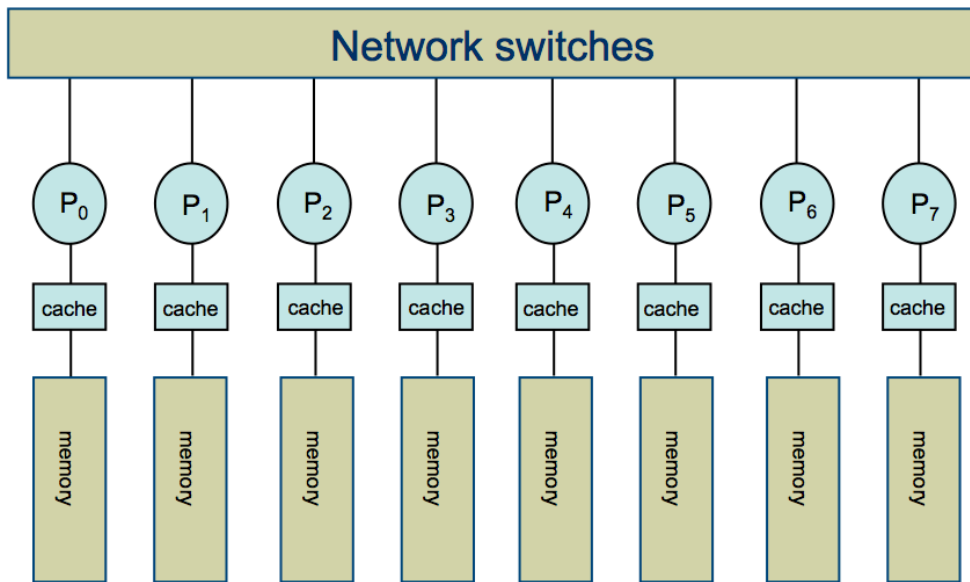 Network switches
P0 P1 P2 P3 P4 P5 P6 P7
cache cache cache cache cache cache cache cache
memory memory memory memory memory memory memory memory